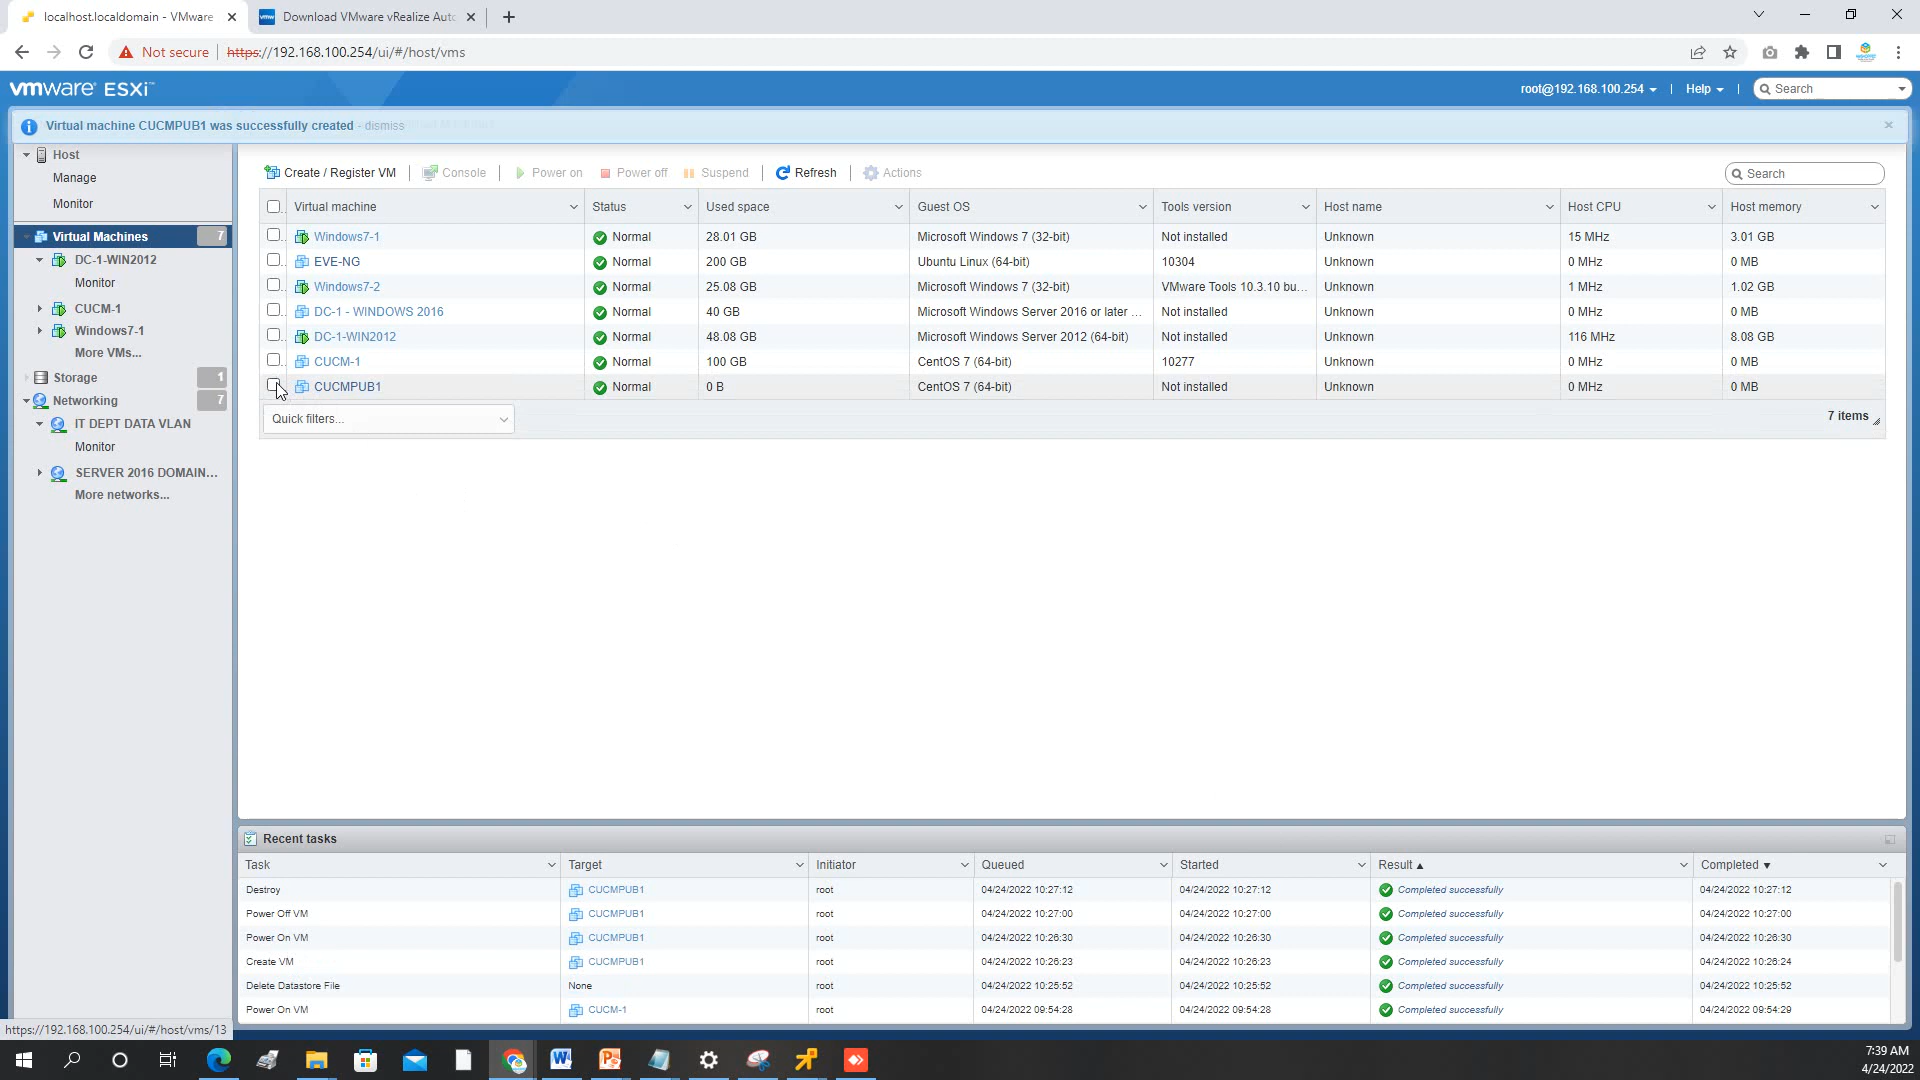 localhost.localdomain - VMware
Download VMware vRealize Auto
Not secure https://192.168.100.254/ui/#/host/vms
vmware ESXi™
root@192.168.100.254 | Help | Search
Virtual machine CUCMPUB1 was successfully created - dismiss
Host
Manage
Monitor
Virtual Machines 7
DC-1-WIN2012
Monitor
CUCM-1
Windows7-1
More VMs...
Storage 1
Networking 7
IT DEPT DATA VLAN
Monitor
SERVER 2016 DOMAIN...
More networks...
Create / Register VM | Console | Power on Power off Suspend | Refresh | Actions
Search
Virtual machine Status Used space Guest OS Tools version Host name Host CPU Host memory
Windows7-1 Normal 28.01 GB Microsoft Windows 7 (32-bit) Not installed Unknown 15 MHz 3.01 GB
EVE-NG Normal 200 GB Ubuntu Linux (64-bit) 10304 Unknown 0 MHz 0 MB
Windows7-2 Normal 25.08 GB Microsoft Windows 7 (32-bit) VMware Tools 10.3.10 bu... Unknown 1 MHz 1.02 GB
DC-1 - WINDOWS 2016 Normal 40 GB Microsoft Windows Server 2016 or later ... Not installed Unknown 0 MHz 0 MB
DC-1-WIN2012 Normal 48.08 GB Microsoft Windows Server 2012 (64-bit) Not installed Unknown 116 MHz 8.08 GB
CUCM-1 Normal 100 GB CentOS 7 (64-bit) 10277 Unknown 0 MHz 0 MB
CUCMPUB1 Normal 0 B CentOS 7 (64-bit) Not installed Unknown 0 MHz 0 MB
Quick filters...
7 items
Recent tasks
Task Target Initiator Queued Started Result Completed
Destroy CUCMPUB1 root 04/24/2022 10:27:12 04/24/2022 10:27:12 Completed successfully 04/24/2022 10:27:12
Power Off VM CUCMPUB1 root 04/24/2022 10:27:00 04/24/2022 10:27:00 Completed successfully 04/24/2022 10:27:00
Power On VM CUCMPUB1 root 04/24/2022 10:26:30 04/24/2022 10:26:30 Completed successfully 04/24/2022 10:26:30
Create VM CUCMPUB1 root 04/24/2022 10:26:23 04/24/2022 10:26:23 Completed successfully 04/24/2022 10:26:24
Delete Datastore File None root 04/24/2022 10:25:52 04/24/2022 10:25:52 Completed successfully 04/24/2022 10:25:52
Power On VM CUCM-1 root 04/24/2022 09:54:28 04/24/2022 09:54:28 Completed successfully 04/24/2022 09:54:29
https://192.168.100.254/ui/#/host/vms/13
7:39 AM
4/24/2022